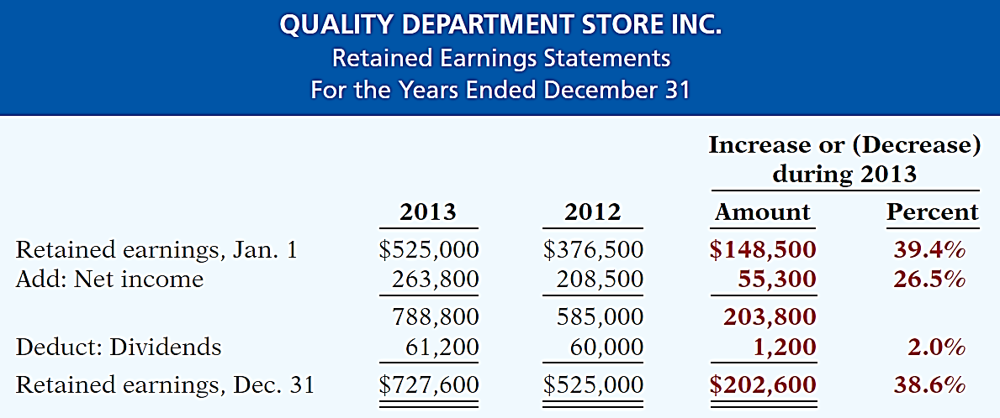 QUALITY DEPARTMENT STORE INC.
Retained Earnings Statements
For the Years Ended December 31
Increase or (Decrease)
during 2013
2013 2012 Amount Percent
Retained earnings, Jan. 1 $525,000 $376,500 $148,500 39.4%
Add: Net income 263,800 208,500 55,300 26.5%
788,800 585,000 203,800
Deduct: Dividends 61,200 60,000 1,200 2.0%
Retained earnings, Dec. 31 $727,600 $525,000 $202,600 38.6%